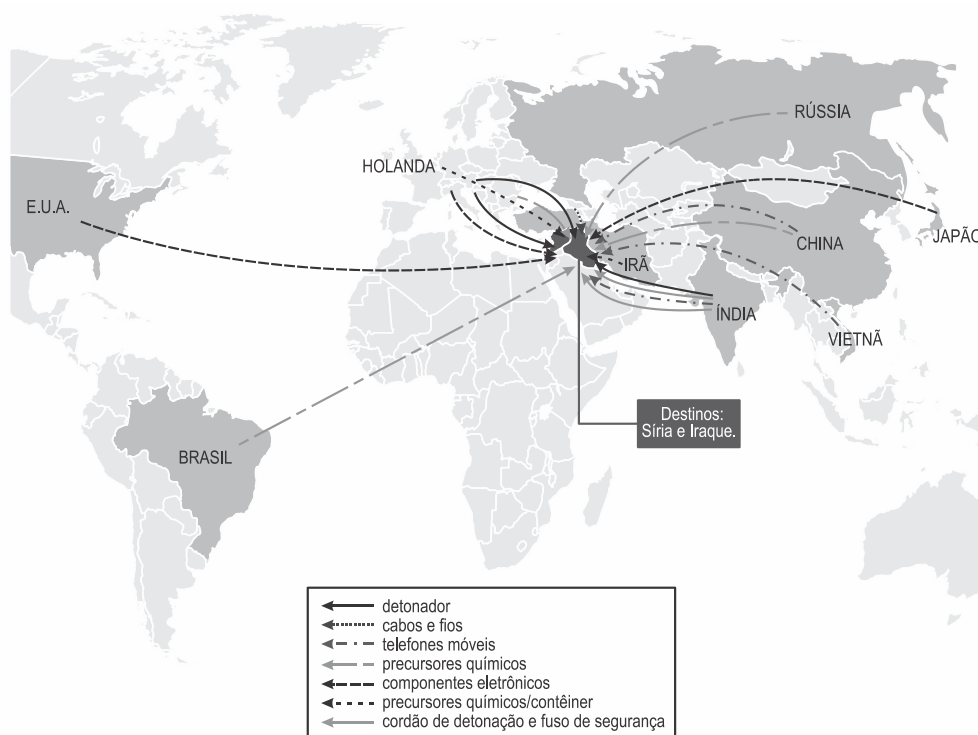 RÚSSIA
HOLANDA
E.U.A.
CHINA
JAPÃO
IRÃ
ÍNDIA
VIETNÃ
Destinos:
Síria e Iraque.
BRASIL
detonador
cabos e fios
telefones móveis
precursores químicos
componentes eletrônicos
precursores químicos/contêiner
cordão de detonação e fuso de segurança